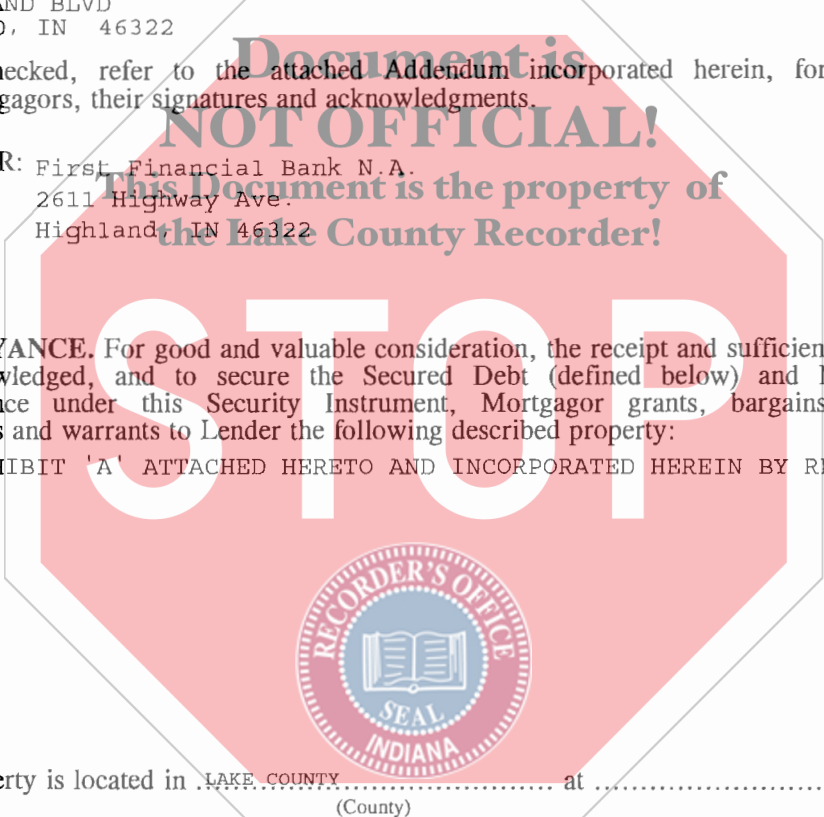 AND BLVD
D, IN 46322
Document is
hecked, refer to the attached Addendum incorporated herein, for
gagors, their signatures and acknowledgments.
NOT OFFICIAL!
R: First Financial Bank N.A.
This Document is the property of
2611 Highway Ave.
the Lake County Recorder!
Highland, IN 46322
STOP
YANCE. For good and valuable consideration, the receipt and sufficien
wledged, and to secure the Secured Debt (defined below) and
nce under this Security Instrument, Mortgagor grants, bargains
s and warrants to Lender the following described property:
HIBIT 'A' ATTACHED HERETO AND INCORPORATED HEREIN BY RE
RECORDER'S OFFICE
SEAL
INDIANA
erty is located in LAKE COUNTY at
(County)